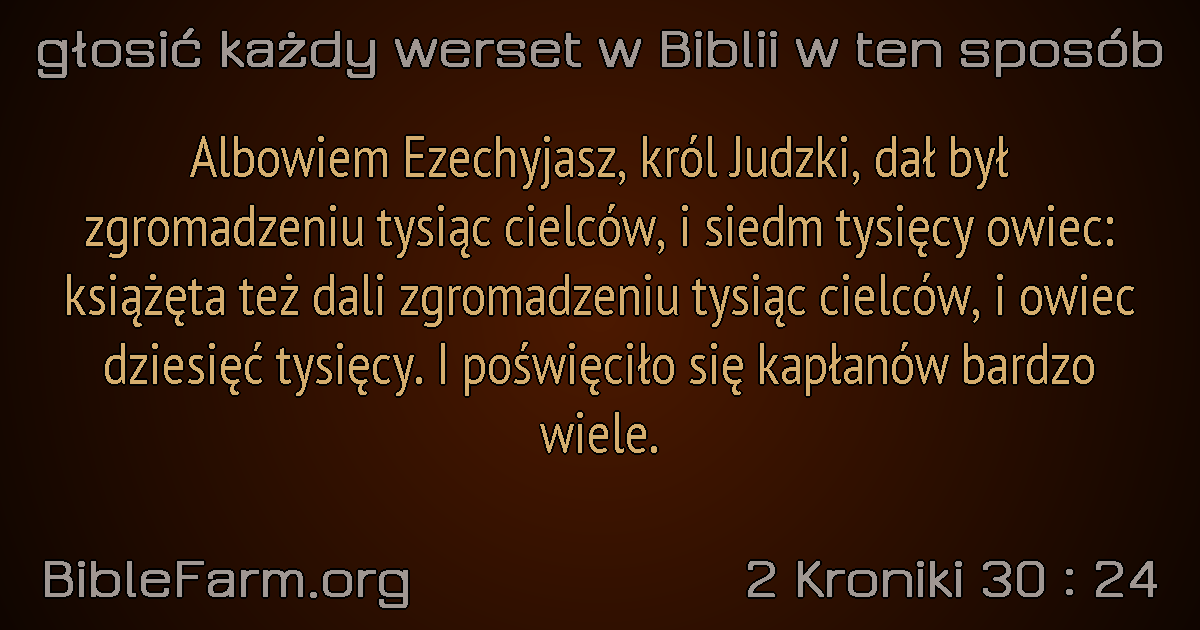 głosić każdy werset w Biblii w ten sposób
Albowiem Ezechyjasz, król Judzki, dał był
zgromadzeniu tysiąc cielców, i siedm tysięcy owiec:
książęta też dali zgromadzeniu tysiąc cielców, i owiec
dziesięć tysięcy. I poświęciło się kapłanów bardzo
wiele.
BibleFarm.org
2 Kroniki 30 : 24